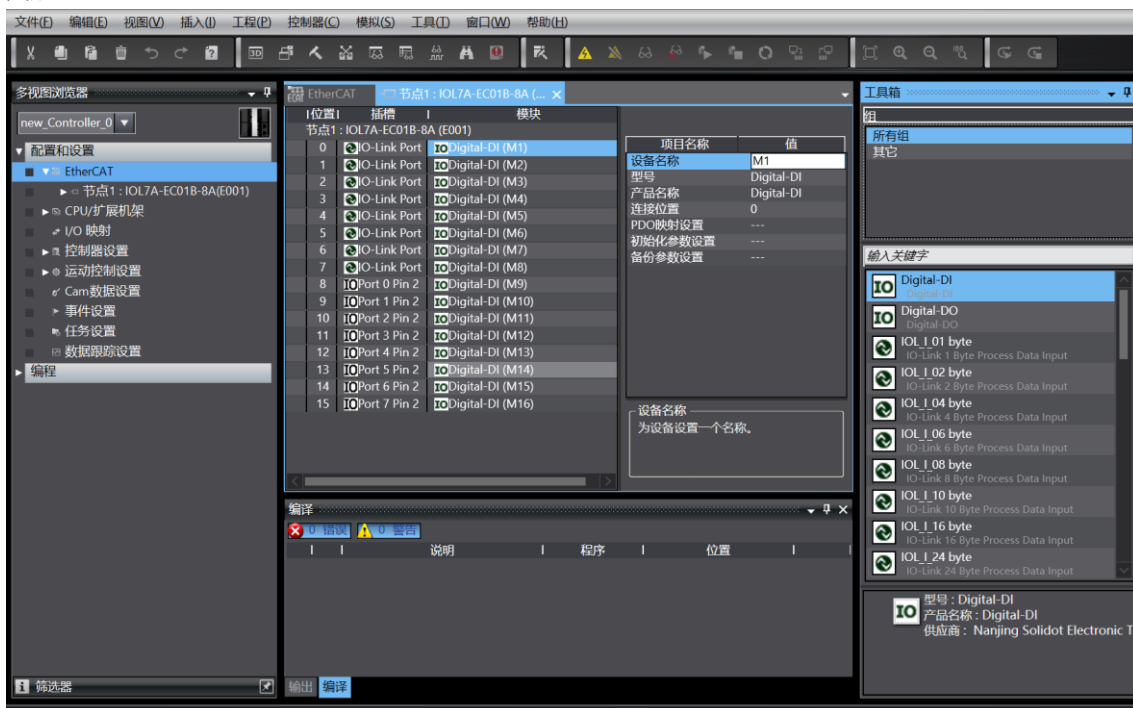 文件(F) 编辑(E) 视图(V) 插入(I) 工程(P) 控制器(C) 模拟(S) 工具(T) 窗口(W) 帮助(H)
多视图浏览器
new_Controller_0
配置和设置
EtherCAT
节点1 : IOL7A-EC01B-8A(E001)
CPU/扩展机架
I/O 映射
控制器设置
运动控制设置
Cam数据设置
事件设置
任务设置
数据跟踪设置
编程
筛选器
EtherCAT 节点1 : IOL7A-EC01B-8A (...
位置 插槽 模块
节点1 : IOL7A-EC01B-8A (E001)
0 IO-Link Port Digital-DI (M1)
1 IO-Link Port Digital-DI (M2)
2 IO-Link Port Digital-DI (M3)
3 IO-Link Port Digital-DI (M4)
4 IO-Link Port Digital-DI (M5)
5 IO-Link Port Digital-DI (M6)
6 IO-Link Port Digital-DI (M7)
7 IO-Link Port Digital-DI (M8)
8 Port 0 Pin 2 Digital-DI (M9)
9 Port 1 Pin 2 Digital-DI (M10)
10 Port 2 Pin 2 Digital-DI (M11)
11 Port 3 Pin 2 Digital-DI (M12)
12 Port 4 Pin 2 Digital-DI (M13)
13 Port 5 Pin 2 Digital-DI (M14)
14 Port 6 Pin 2 Digital-DI (M15)
15 Port 7 Pin 2 Digital-DI (M16)
项目名称 值
设备名称 M1
型号 Digital-DI
产品名称 Digital-DI
连接位置 0
PDO映射设置 ---
初始化参数设置 ---
备份参数设置 ---
设备名称
为设备设置一个名称。
编译
0 错误 0 警告
说明 程序 位置
输出 编译
工具箱
组
所有组
其它
输入关键字
Digital-DI
Digital-DI
Digital-DO
Digital-DO
IOL_I_01 byte
IO-Link 1 Byte Process Data Input
IOL_I_02 byte
IO-Link 2 Byte Process Data Input
IOL_I_04 byte
IO-Link 4 Byte Process Data Input
IOL_I_06 byte
IO-Link 6 Byte Process Data Input
IOL_I_08 byte
IO-Link 8 Byte Process Data Input
IOL_I_10 byte
IO-Link 10 Byte Process Data Input
IOL_I_16 byte
IO-Link 16 Byte Process Data Input
IOL_I_24 byte
IO-Link 24 Byte Process Data Input
型号 : Digital-DI
产品名称 : Digital-DI
供应商 : Nanjing Solidot Electronic T